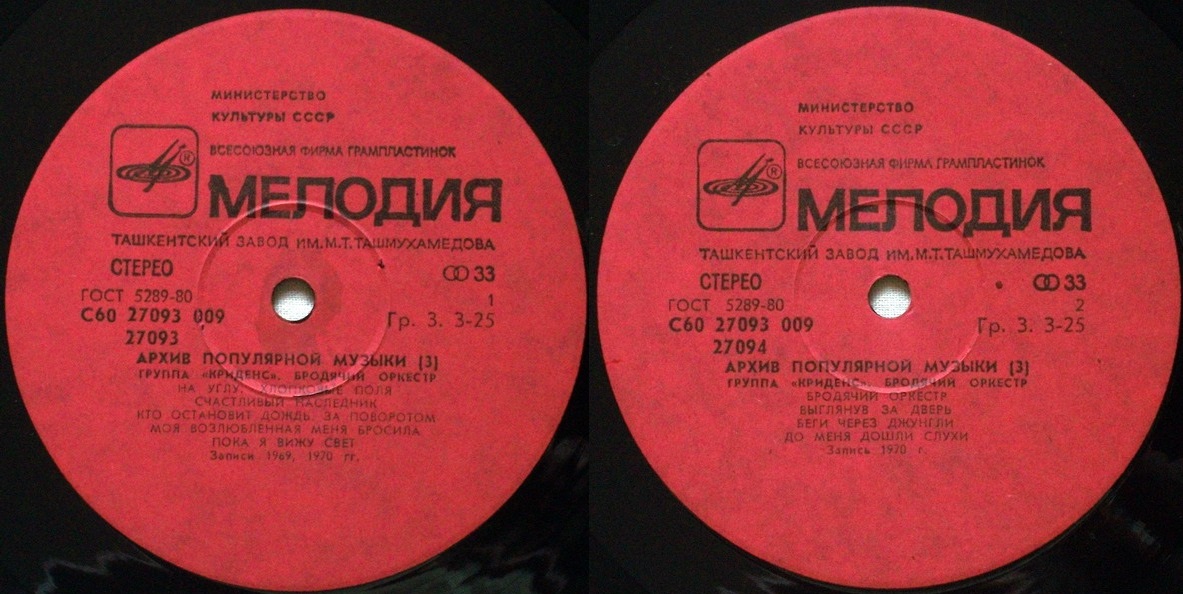 МИНИСТЕРСТВО
КУЛЬТУРЫ СССР
ВСЕСОЮЗНАЯ ФИРМА ГРАМПЛАСТИНОК
®
МЕЛОДИЯ
ТАШКЕНТСКИЙ ЗАВОД ИМ. М.Т. ТАШМУХАМЕДОВА
СТЕРЕО 33
ГОСТ 5289-80 1
С60 27093 009 Гр. 3. 3-25
27093
АРХИВ ПОПУЛЯРНОЙ МУЗЫКИ (3)
ГРУППА «КРИДЕНС». БРОДЯЧИЙ ОРКЕСТР
НА УГЛУ. ХЛОПКОВЫЕ ПОЛЯ
СЧАСТЛИВЫЙ НАСЛЕДНИК
КТО ОСТАНОВИТ ДОЖДЬ. ЗА ПОВОРОТОМ
МОЯ ВОЗЛЮБЛЕННАЯ МЕНЯ БРОСИЛА
ПОКА Я ВИЖУ СВЕТ
Записи 1969, 1970 гг.
МИНИСТЕРСТВО
КУЛЬТУРЫ СССР
ВСЕСОЮЗНАЯ ФИРМА ГРАМПЛАСТИНОК
®
МЕЛОДИЯ
ТАШКЕНТСКИЙ ЗАВОД ИМ. М.Т. ТАШМУХАМЕДОВА
СТЕРЕО 33
ГОСТ 5289-80 2
С60 27093 009 Гр. 3. 3-25
27094
АРХИВ ПОПУЛЯРНОЙ МУЗЫКИ (3)
ГРУППА «КРИДЕНС». БРОДЯЧИЙ ОРКЕСТР
БРОДЯЧИЙ ОРКЕСТР
ВЫГЛЯНУВ ЗА ДВЕРЬ
БЕГИ ЧЕРЕЗ ДЖУНГЛИ
ДО МЕНЯ ДОШЛИ СЛУХИ
Запись 1970 г.